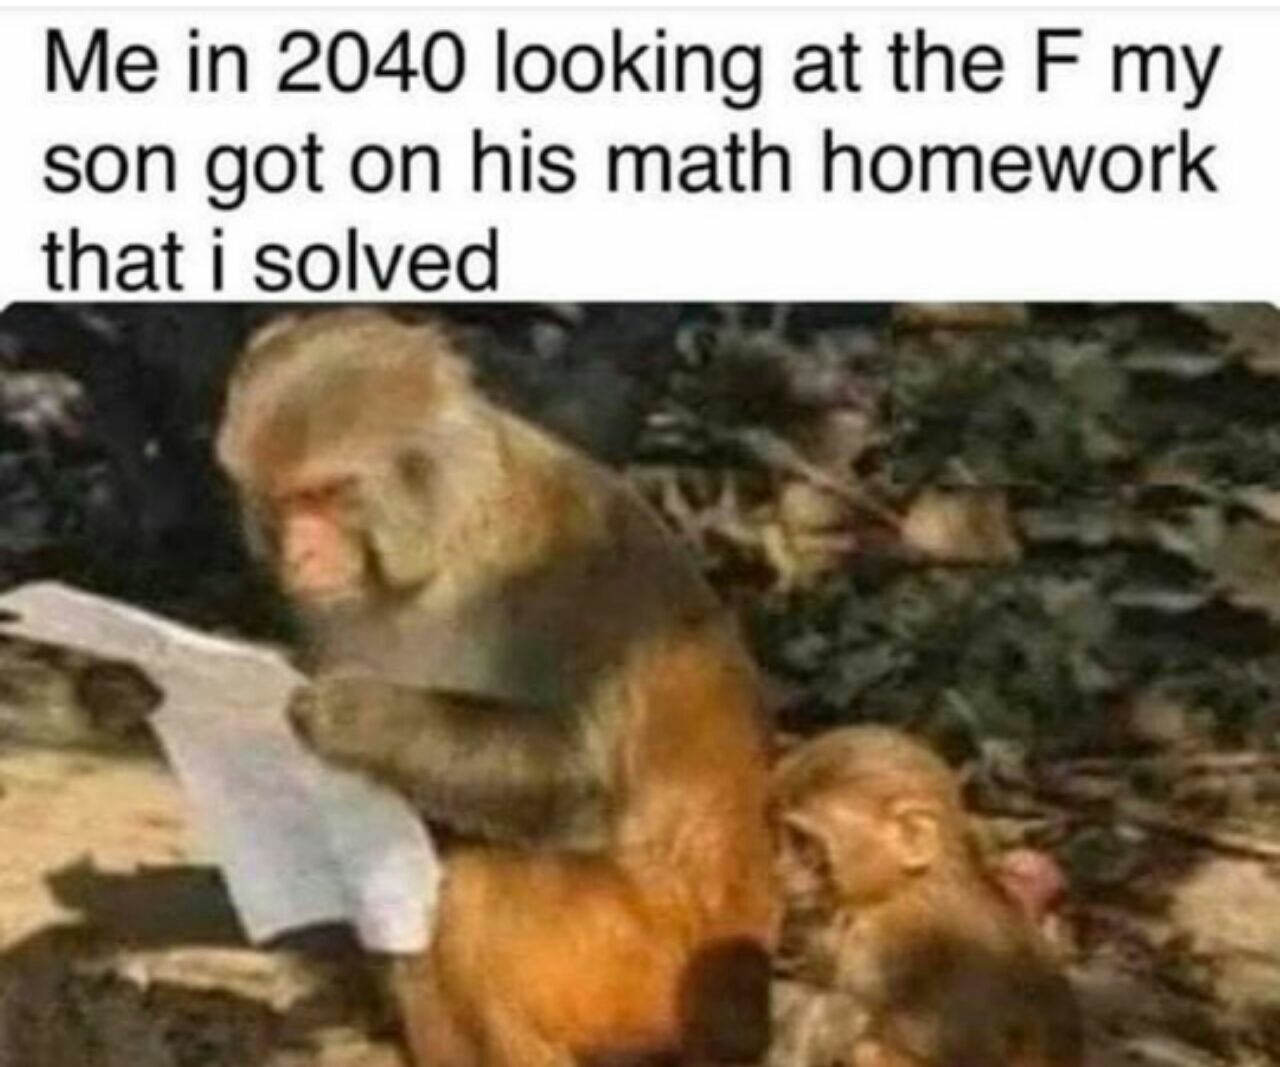 Me in 2040 looking at the F my
son got on his math homework
that i solved